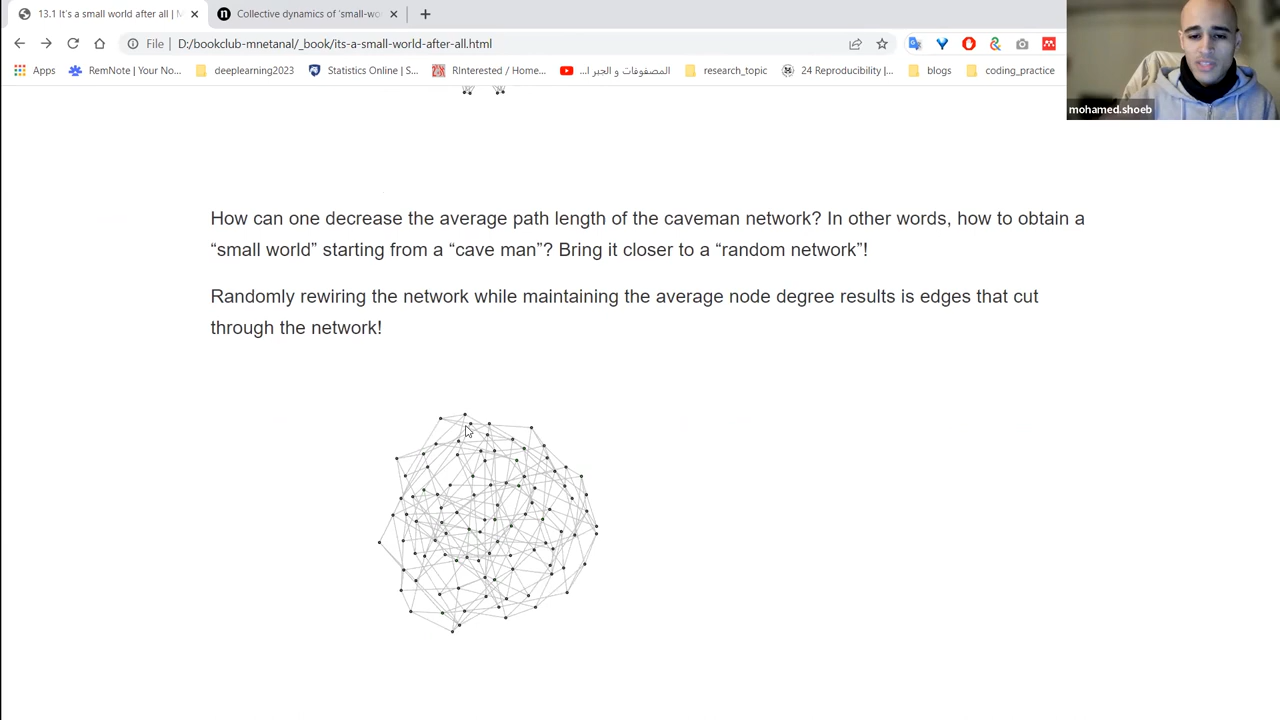 13.1 It's a small world after all | M
Collective dynamics of 'small-wo
File D:/bookclub-mnetanal/_book/its-a-small-world-after-all.html
Apps RemNote | Your No... deeplearning2023 Statistics Online | S... RInterested / Home... المصفوفات و الجبر ا... research_topic 24 Reproducibility |... blogs coding_practice
mohamed.shoeb
How can one decrease the average path length of the caveman network? In other words, how to obtain a
“small world” starting from a “cave man”? Bring it closer to a “random network”!
Randomly rewiring the network while maintaining the average node degree results is edges that cut
through the network!